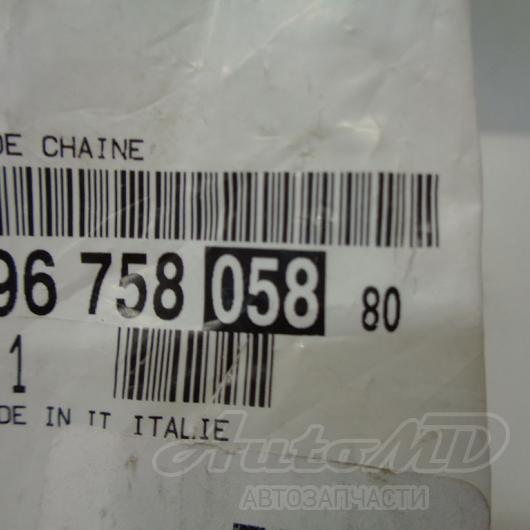 DE CHAINE
96 758 058 80
1
DE IN IT ITALIE
AutoMD
АВТОЗАПЧАСТИ